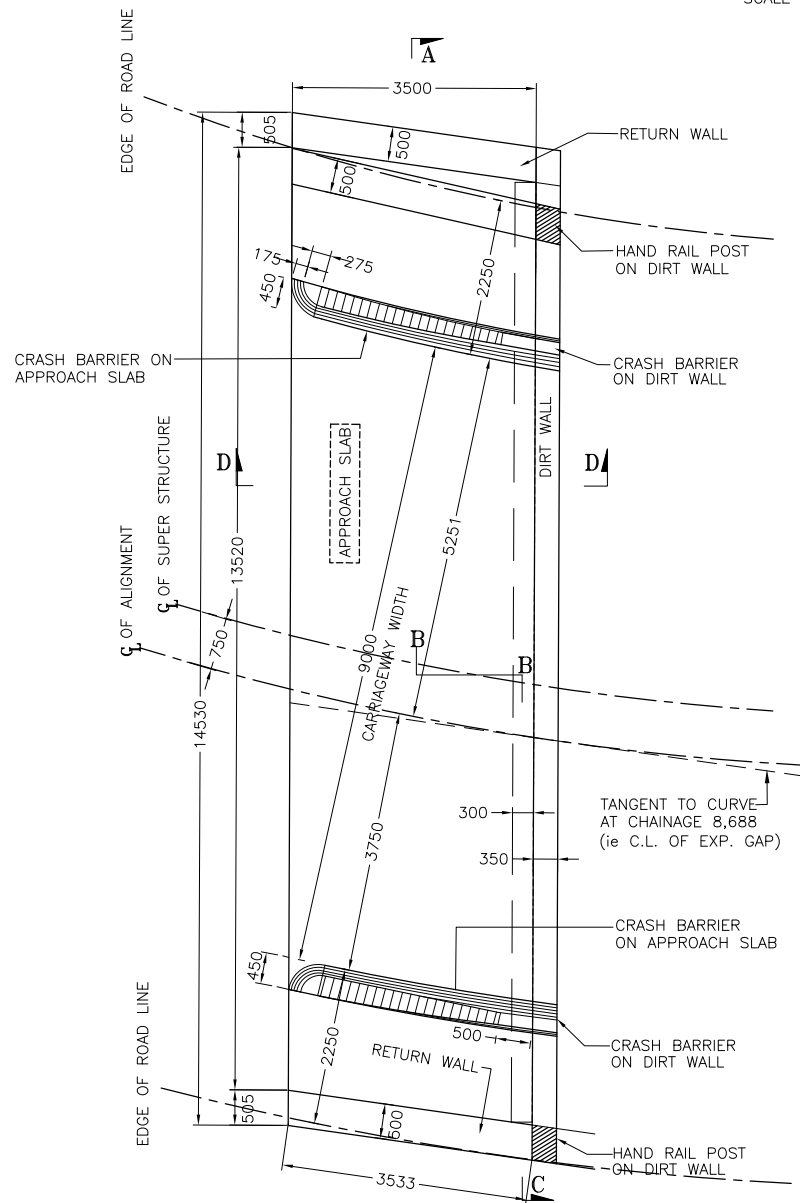 SCALE
A
3500
EDGE OF ROAD LINE
505
500
RETURN WALL
500
HAND RAIL POST
ON DIRT WALL
175
275
450
2250
CRASH BARRIER ON
APPROACH SLAB
CRASH BARRIER
ON DIRT WALL
DIRT WALL
D
D
APPROACH SLAB
5251
13520
℄ OF SUPER STRUCTURE
℄ OF ALIGNMENT
750
14530
9000
CARRIAGEWAY WIDTH
B
B
TANGENT TO CURVE
AT CHAINAGE 8,688
(ie C.L. OF EXP. GAP)
300
3750
350
CRASH BARRIER
ON APPROACH SLAB
450
500
CRASH BARRIER
ON DIRT WALL
2250
RETURN WALL
EDGE OF ROAD LINE
505
500
HAND RAIL POST
ON DIRT WALL
3533
C